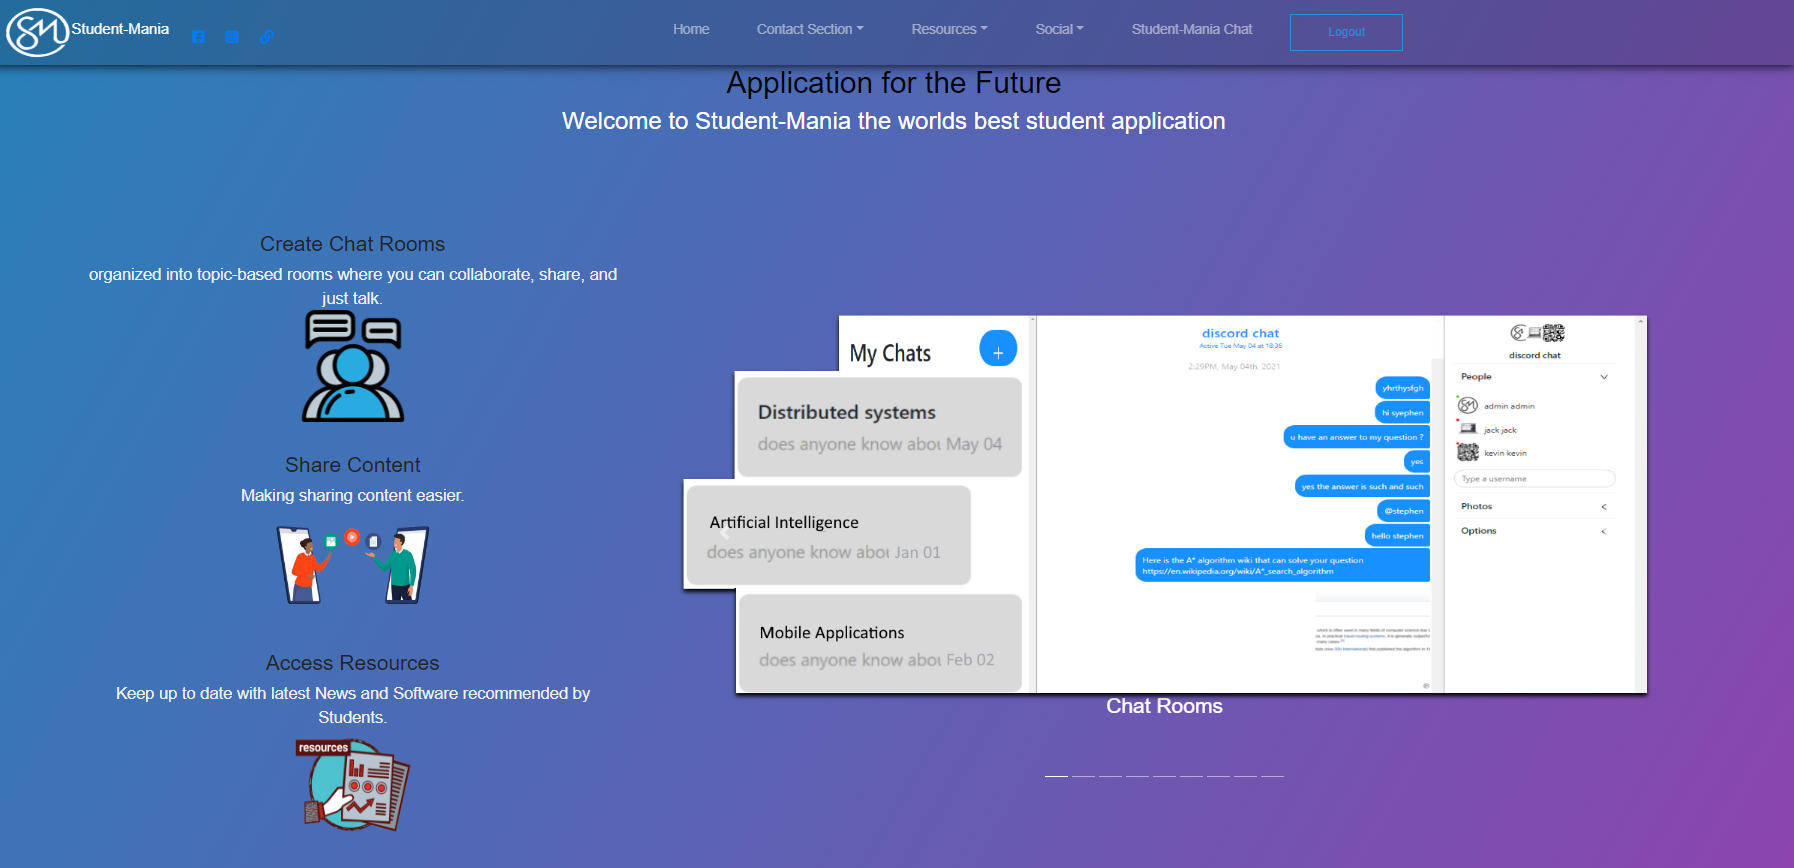 SM Student-Mania
Home Contact Section Resources Social Student-Mania Chat Logout
Application for the Future
Welcome to Student-Mania the worlds best student application
Create Chat Rooms
organized into topic-based rooms where you can collaborate, share, and
just talk.
Share Content
Making sharing content easier.
Access Resources
Keep up to date with latest News and Software recommended by
Students.
resources
My Chats
+
Distributed systems
does anyone know abou May 04
Artificial Intelligence
does anyone know abou Jan 01
Mobile Applications
does anyone know abou Feb 02
discord chat
Active Tue May 04 at 18:36
2:29PM, May 04th, 2021
yhrthysfgh
hi syephen
u have an answer to my question ?
yes
yes the answer is such and such
@stephen
hello stephen
Here is the A* algorithm wiki that can solve your question
https://en.wikipedia.org/wiki/A*_search_algorithm
discord chat
People
admin admin
jack jack
kevin kevin
Type a username
Photos
Options
Chat Rooms